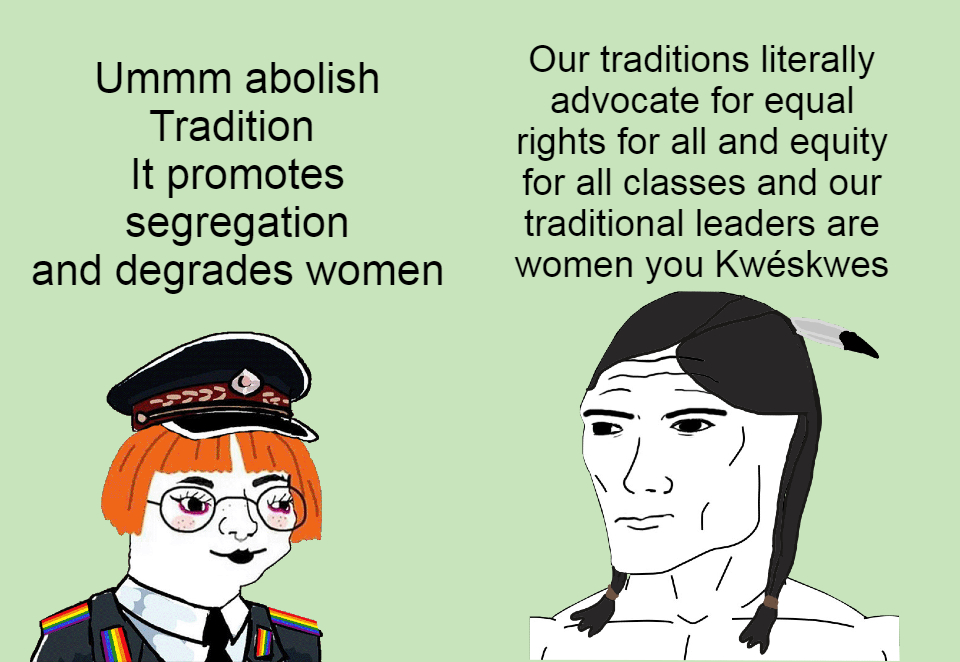 Ummm abolish
Tradition
It promotes
segregation
and degrades women
Our traditions literally
advocate for equal
rights for all and equity
for all classes and our
traditional leaders are
women you Kwéskwes